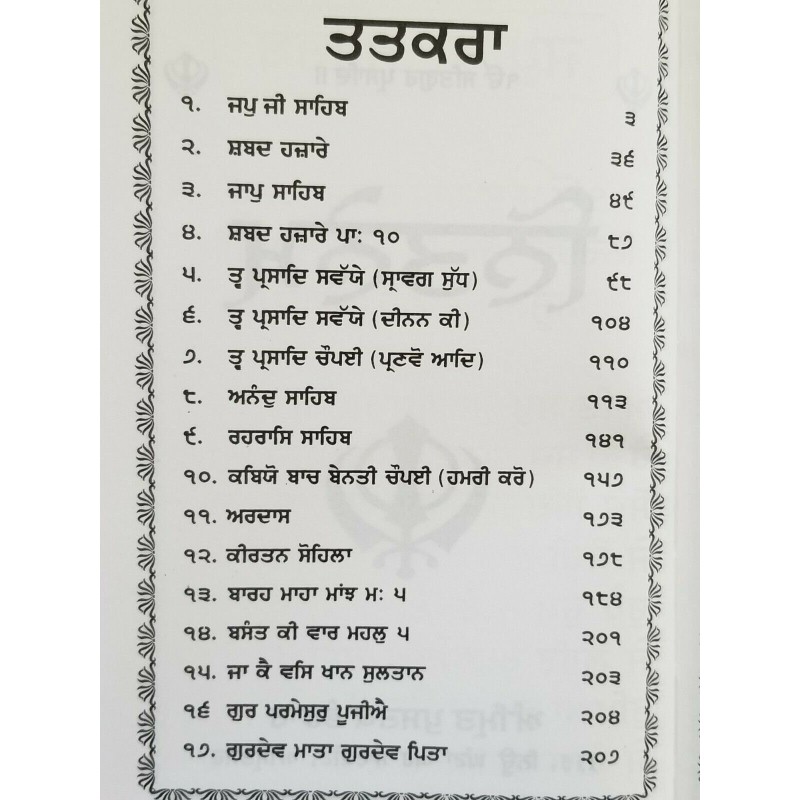 ਤਤਕਰਾ
੧. ਜਪੁ ਜੀ ਸਾਹਿਬ ੩
੨. ਸ਼ਬਦ ਹਜ਼ਾਰੇ ੩੬
੩. ਜਾਪੁ ਸਾਹਿਬ ੪੯
੪. ਸ਼ਬਦ ਹਜ਼ਾਰੇ ਪਾ: ੧੦ ੮੭
੫. ਤ੍ਵ ਪ੍ਰਸਾਦਿ ਸਵੱਯੇ (ਸ੍ਰਾਵਗ ਸੁੱਧ) ੯੮
੬. ਤ੍ਵ ਪ੍ਰਸਾਦਿ ਸਵੱਯੇ (ਦੀਨਨ ਕੀ) ੧੦੪
੭. ਤ੍ਵ ਪ੍ਰਸਾਦਿ ਚੌਪਈ (ਪ੍ਰਣਵੋ ਆਦਿ) ੧੧੦
੮. ਅਨੰਦੁ ਸਾਹਿਬ ੧੧੩
੯. ਰਹਰਾਸਿ ਸਾਹਿਬ ੧੪੧
੧੦. ਕਬਿਯੋ ਬਾਚ ਬੇਨਤੀ ਚੌਪਈ (ਹਮਰੀ ਕਰੋ) ੧੫੭
੧੧. ਅਰਦਾਸ ੧੭੩
੧੨. ਕੀਰਤਨ ਸੋਹਿਲਾ ੧੭੮
੧੩. ਬਾਰਹ ਮਾਹਾ ਮਾਂਝ ਮ: ੫ ੧੮੪
੧੪. ਬਸੰਤ ਕੀ ਵਾਰ ਮਹਲੁ ੫ ੨੦੧
੧੫. ਜਾ ਕੈ ਵਸਿ ਖਾਨ ਸੁਲਤਾਨ ੨੦੩
੧੬ ਗੁਰ ਪਰਮੇਸੁਰੁ ਪੂਜੀਐ ੨੦੪
੧੭. ਗੁਰਦੇਵ ਮਾਤਾ ਗੁਰਦੇਵ ਪਿਤਾ ੨੦੭